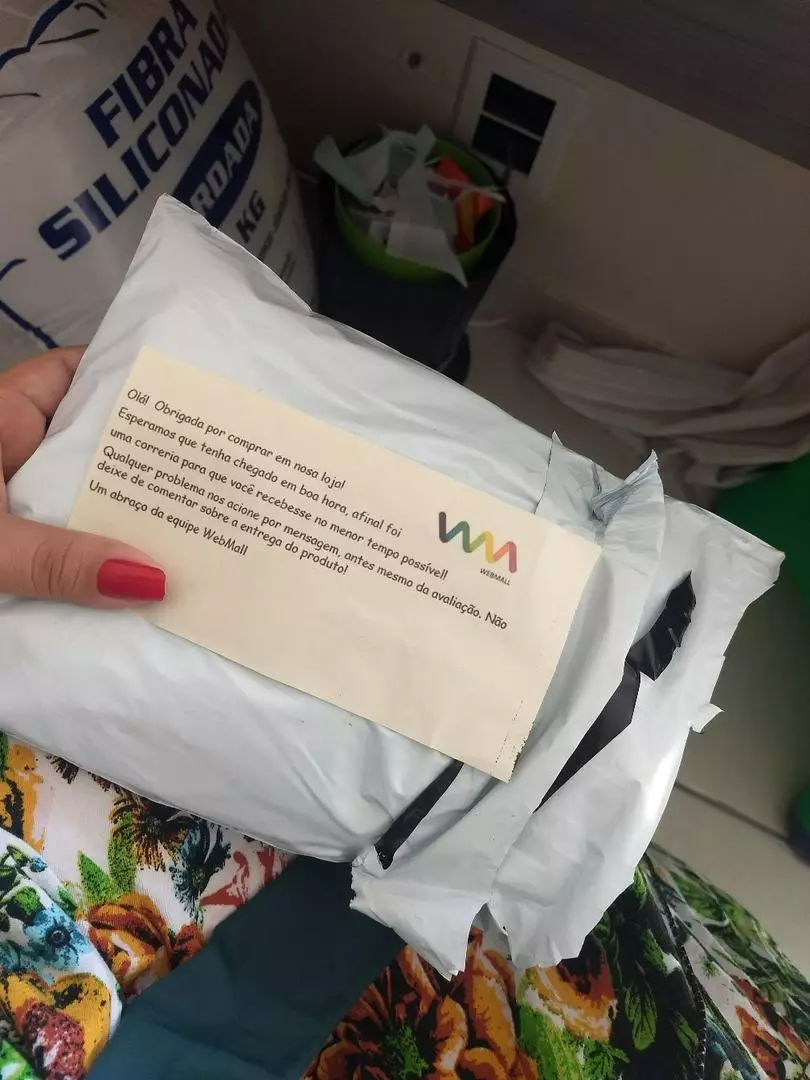 FIBRA
SILICONAD
RDADA
KG
Olá! Obrigada por comprar em nosa loja!
Esperamos que tenha chegado em boa hora, afinal foi
uma correria para que você recebesse no menor tempo possível!
Qualquer problema nos acione por mensagem, antes mesmo da avaliação. Não
deixe de comentar sobre a entrega do produto!
Um abraço da equipe WebMall
WM
WEBMALL